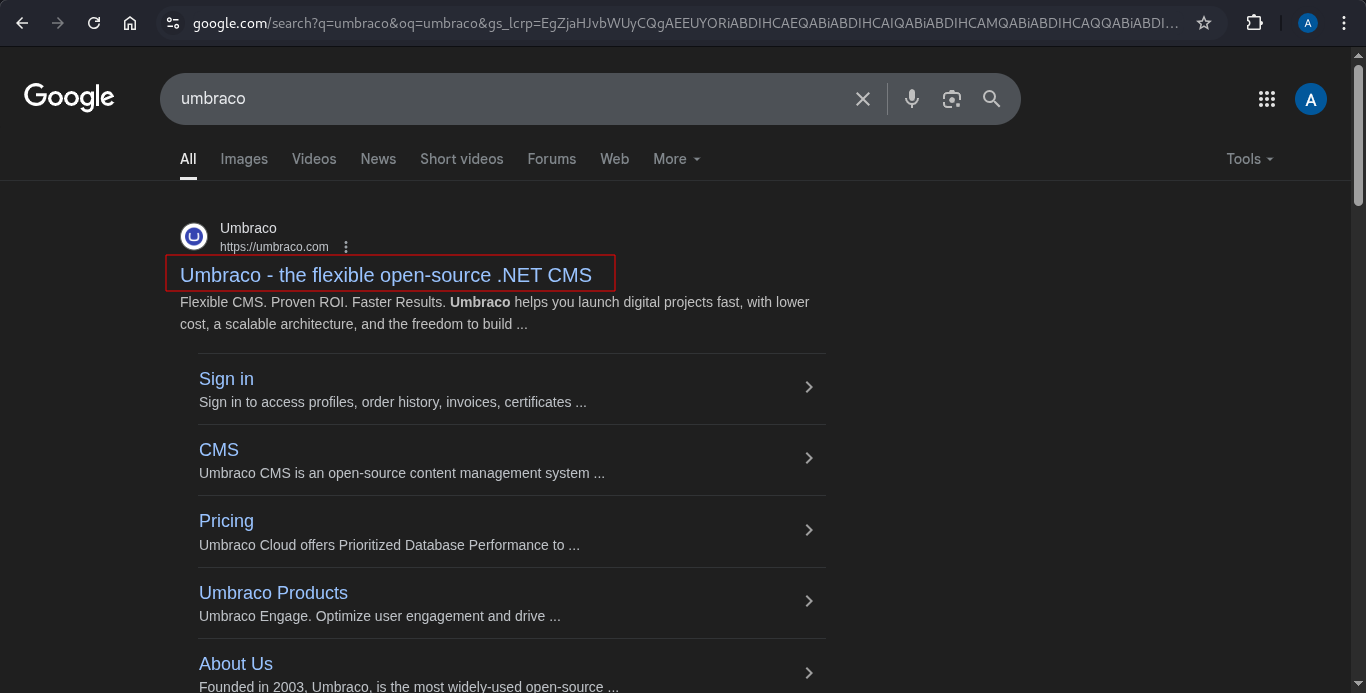 google.com/search?q=umbraco&oq=umbraco&gs_lcrp=EgZjaHJvbWUyCQgAEEUYORiABDIHCAEQABiABDIHCAIQABiABDIHCAMQABiABDIHCAQQABiABDI...
A
Google
umbraco
A
All Images Videos News Short videos Forums Web More Tools
Umbraco
https://umbraco.com
Umbraco - the flexible open-source .NET CMS
Flexible CMS. Proven ROI. Faster Results. Umbraco helps you launch digital projects fast, with lower
cost, a scalable architecture, and the freedom to build ...
Sign in
Sign in to access profiles, order history, invoices, certificates ...
CMS
Umbraco CMS is an open-source content management system ...
Pricing
Umbraco Cloud offers Prioritized Database Performance to ...
Umbraco Products
Umbraco Engage. Optimize user engagement and drive ...
About Us
Founded in 2003, Umbraco, is the most widely-used open-source ...